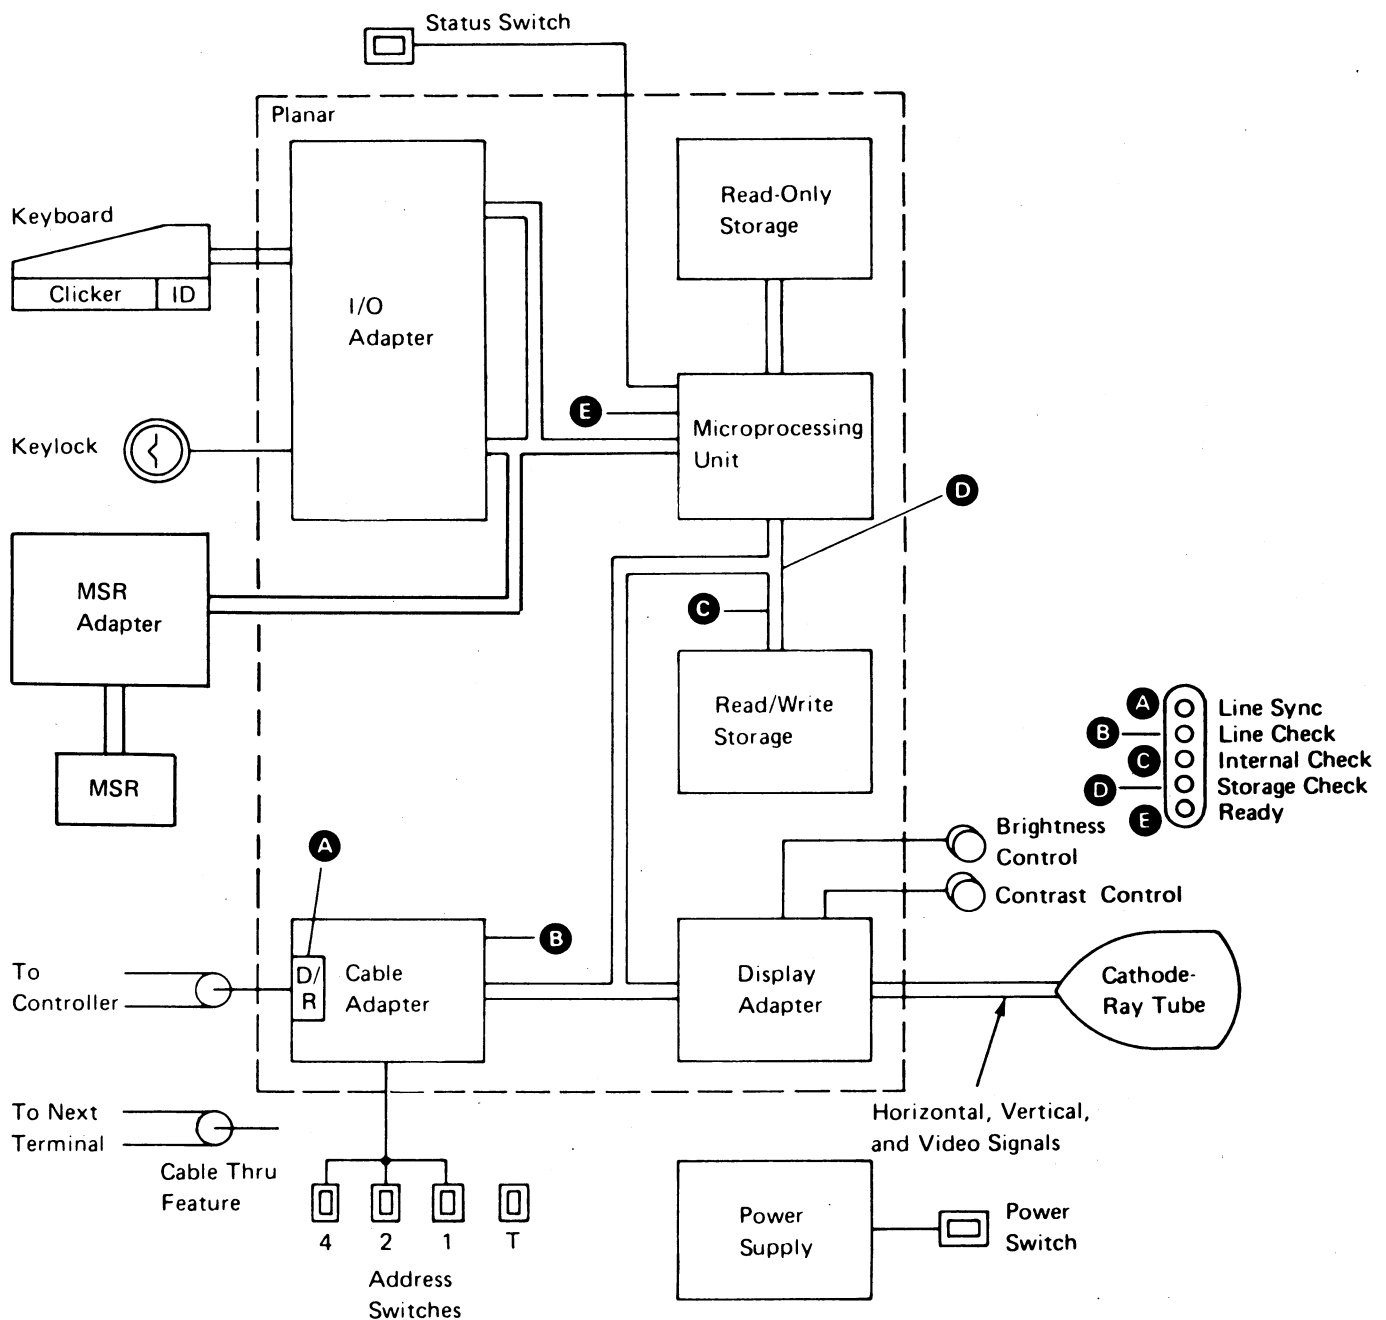 Status Switch
Planar
Keyboard
Clicker
ID
I/O
Adapter
Read-Only
Storage
Keylock
E
Microprocessing
Unit
D
MSR
Adapter
C
MSR
Read/Write
Storage
A
Line Sync
B
Line Check
C
Internal Check
D
Storage Check
E
Ready
Brightness
Control
Contrast Control
A
B
To
Controller
D/
R
Cable
Adapter
Display
Adapter
Cathode-
Ray Tube
Horizontal, Vertical,
and Video Signals
To Next
Terminal
Cable Thru
Feature
4
2
1
T
Address
Switches
Power
Supply
Power
Switch